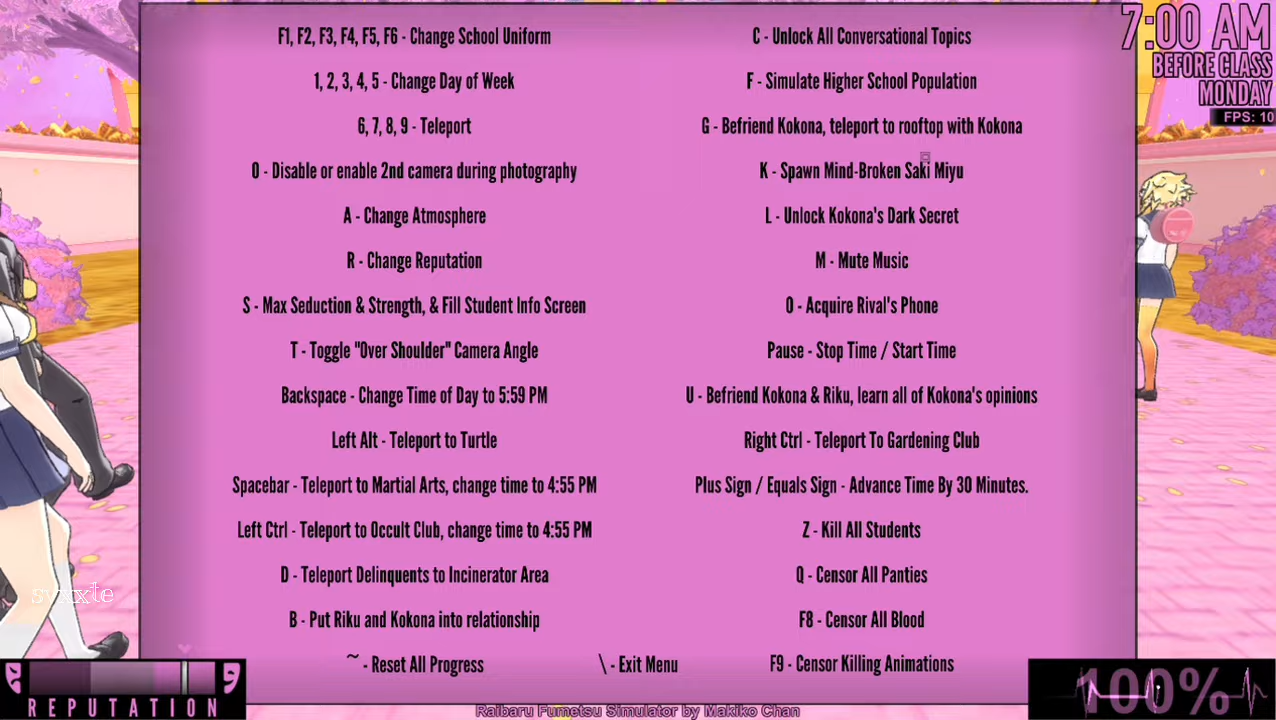 F1, F2, F3, F4, F5, F6 - Change School Uniform
1, 2, 3, 4, 5 - Change Day of Week
6, 7, 8, 9 - Teleport
0 - Disable or enable 2nd camera during photography
A - Change Atmosphere
R - Change Reputation
S - Max Seduction & Strength, & Fill Student Info Screen
T - Toggle "Over Shoulder" Camera Angle
Backspace - Change Time of Day to 5:59 PM
Left Alt - Teleport to Turtle
Spacebar - Teleport to Martial Arts, change time to 4:55 PM
Left Ctrl - Teleport to Occult Club, change time to 4:55 PM
D - Teleport Delinquents to Incinerator Area
B - Put Riku and Kokona into relationship
~ - Reset All Progress
\ - Exit Menu
C - Unlock All Conversational Topics
F - Simulate Higher School Population
G - Befriend Kokona, teleport to rooftop with Kokona
K - Spawn Mind-Broken Saki Miyu
L - Unlock Kokona's Dark Secret
M - Mute Music
O - Acquire Rival's Phone
Pause - Stop Time / Start Time
U - Befriend Kokona & Riku, learn all of Kokona's opinions
Right Ctrl - Teleport To Gardening Club
Plus Sign / Equals Sign - Advance Time By 30 Minutes.
Z - Kill All Students
Q - Censor All Panties
F8 - Censor All Blood
F9 - Censor Killing Animations
7:00 AM
BEFORE CLASS
MONDAY
FPS: 10
REPUTATION
100%
Raibaru Fumetsu Simulator by Makiko Chan